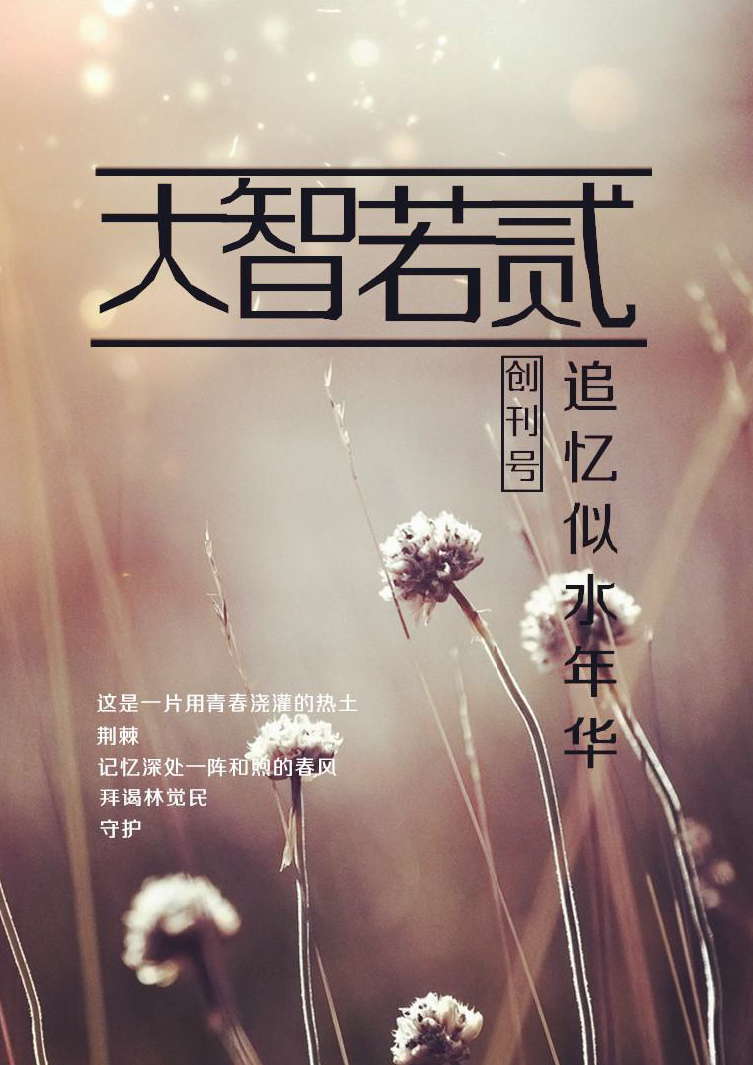 大智若贰
创刊号
追忆似水年华
这是一片用青春浇灌的热土
荆棘
记忆深处一阵和煦的春风
拜谒林觉民
守护